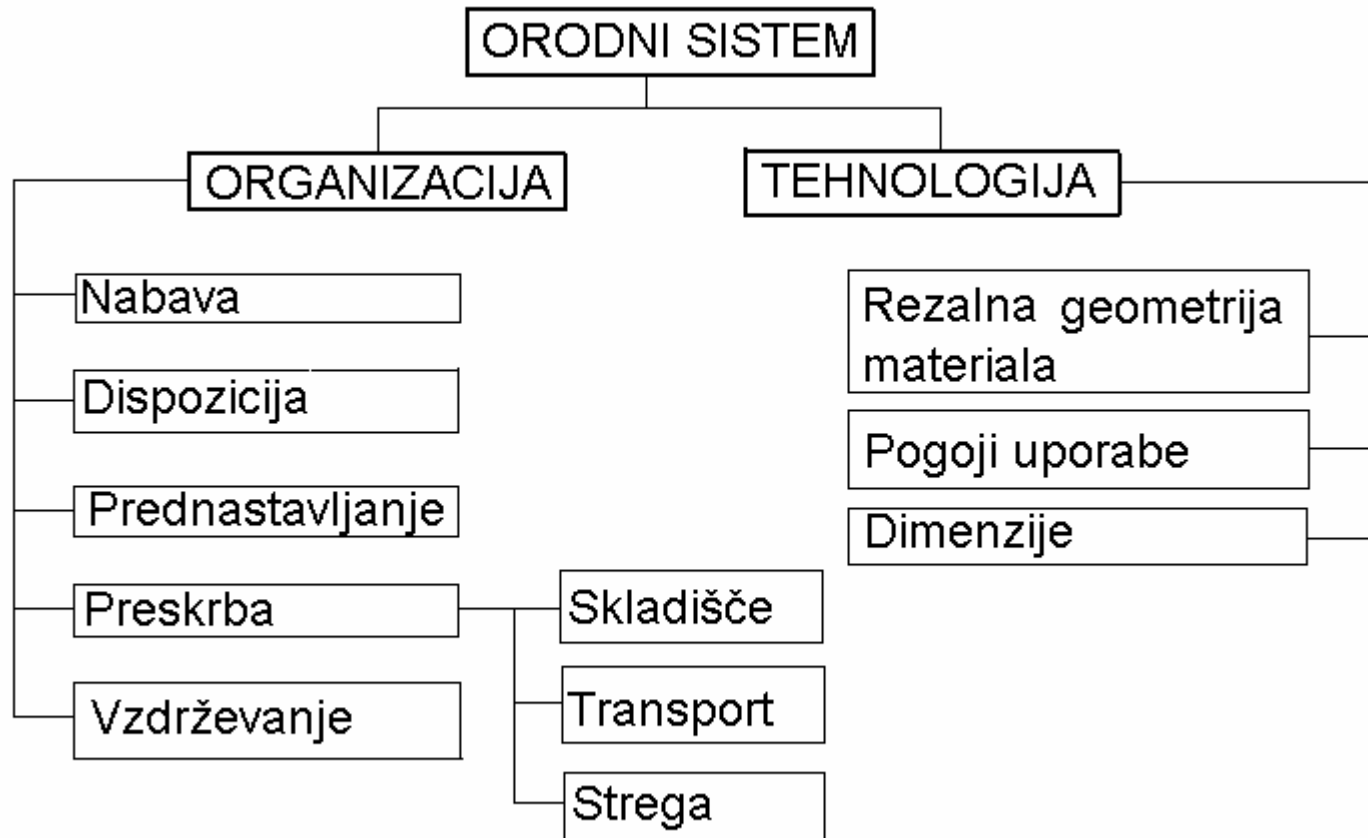 ORODNI SISTEM
ORGANIZACIJA
TEHNOLOGIJA
Nabava
Dispozicija
Prednastavljanje
Preskrba
Vzdrževanje
Skladišče
Transport
Strega
Rezalna geometrija
materiala
Pogoji uporabe
Dimenzije